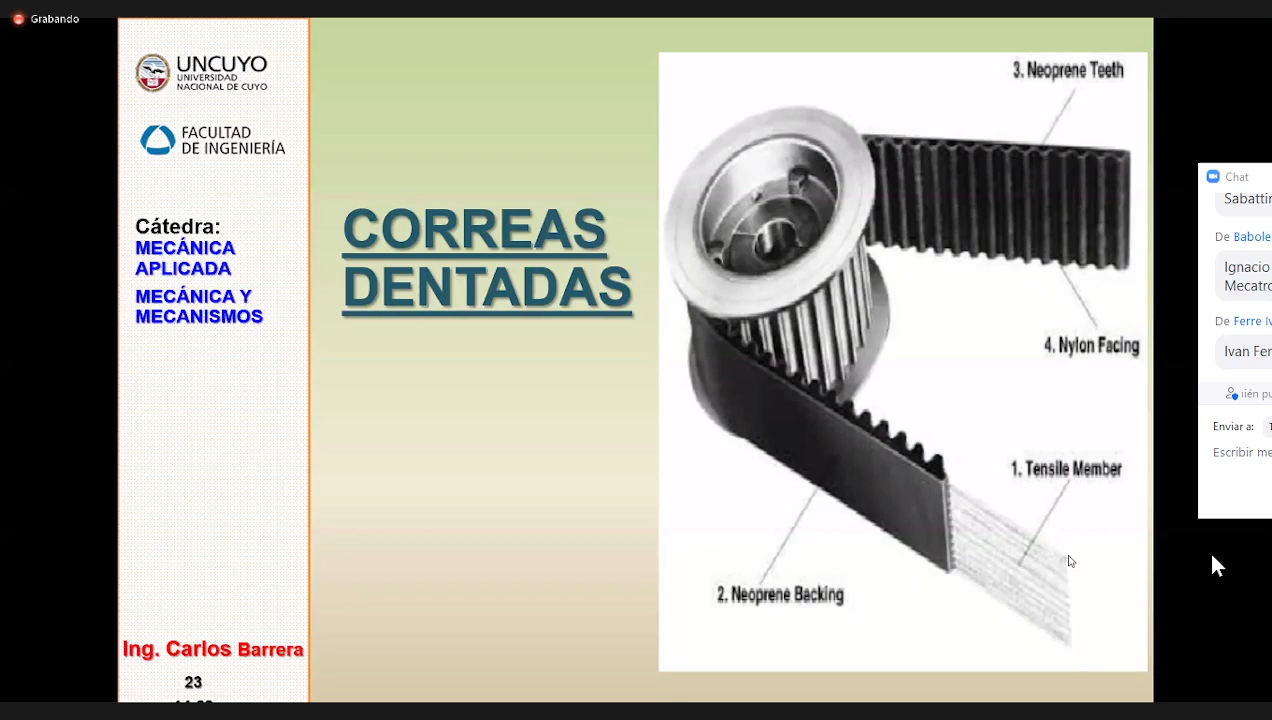 Grabando
UNCUYO
UNIVERSIDAD
NACIONAL DE CUYO
FACULTAD
DE INGENIERÍA
Cátedra:
MECÁNICA
APLICADA
MECÁNICA Y
MECANISMOS
Ing. Carlos Barrera
23
CORREAS
DENTADAS
3. Neoprene Teeth
4. Nylon Facing
1. Tensile Member
2. Neoprene Backing
Chat
De Babole
Ignacio
Mecatro
De Ferre
Ivan Fer
Enviar a:
Escribir me